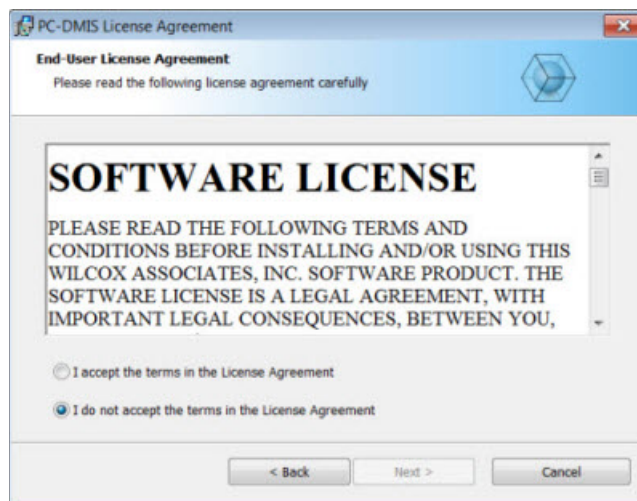 PC-DMIS License Agreement
End-User License Agreement
Please read the following license agreement carefully
SOFTWARE LICENSE
PLEASE READ THE FOLLOWING TERMS AND
CONDITIONS BEFORE INSTALLING AND/OR USING THIS
WILCOX ASSOCIATES, INC. SOFTWARE PRODUCT. THE
SOFTWARE LICENSE IS A LEGAL AGREEMENT, WITH
IMPORTANT LEGAL CONSEQUENCES, BETWEEN YOU,
I accept the terms in the License Agreement
I do not accept the terms in the License Agreement
< Back Next > Cancel